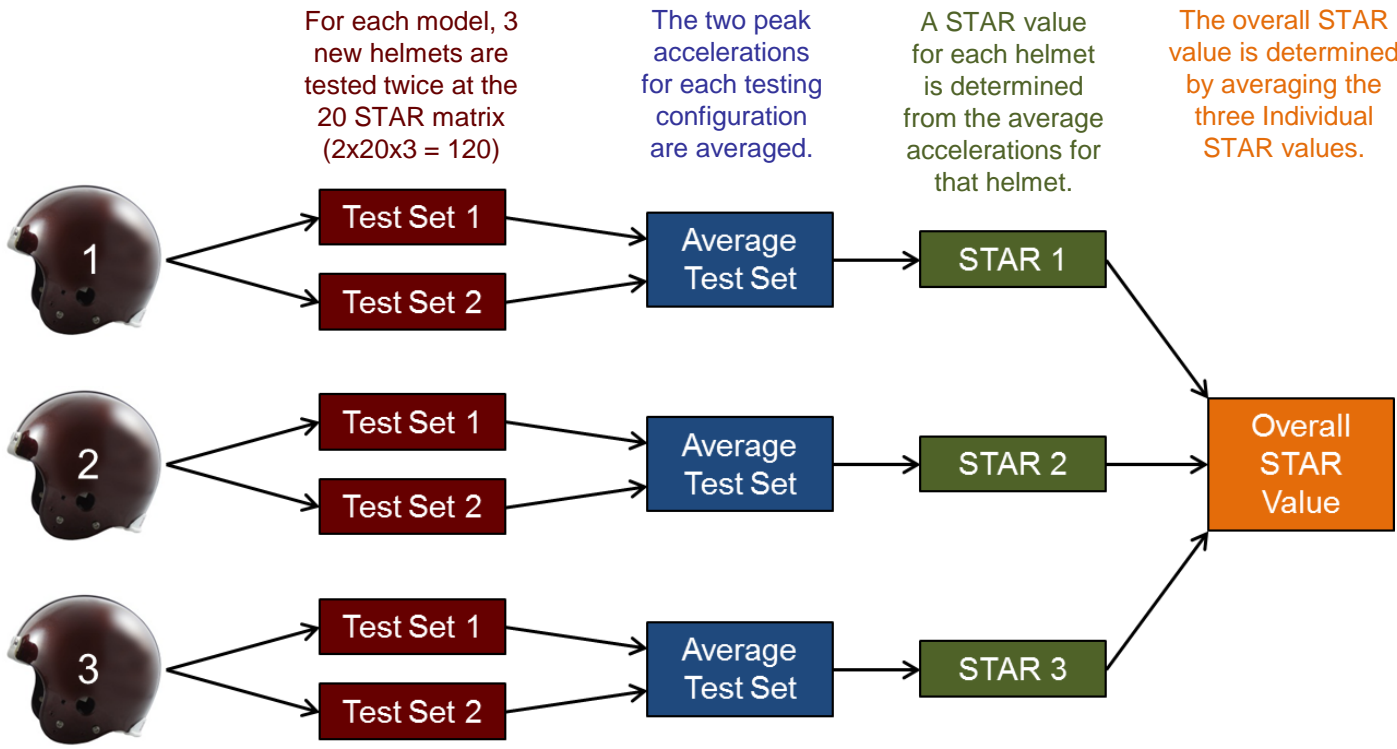 For each model, 3
new helmets are
tested twice at the
20 STAR matrix
(2x20x3 = 120)
The two peak
accelerations
for each testing
configuration
are averaged.
A STAR value
for each helmet
is determined
from the average
accelerations for
that helmet.
The overall STAR
value is determined
by averaging the
three Individual
STAR values.
1
Test Set 1
Test Set 2
Average
Test Set
STAR 1
2
Test Set 1
Test Set 2
Average
Test Set
STAR 2
Overall
STAR
Value
3
Test Set 1
Test Set 2
Average
Test Set
STAR 3